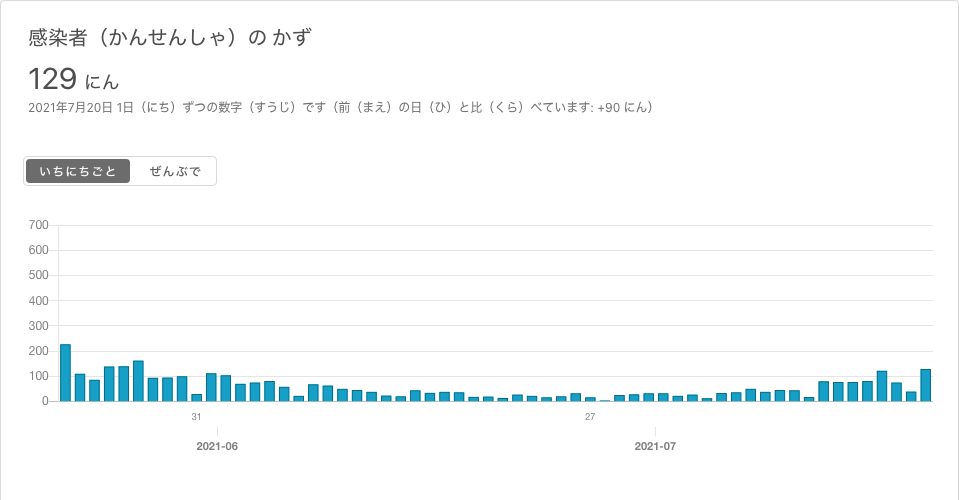 感染者（かんせんしゃ）の かず
129 にん
2021年7月20日 1日（にち）ずつの数字（すうじ）です（前（まえ）の日（ひ）と比（くら）べています: +90 にん）
いちにちごと ぜんぶで
700
600
500
400
300
200
100
0
31 27
2021-06 2021-07